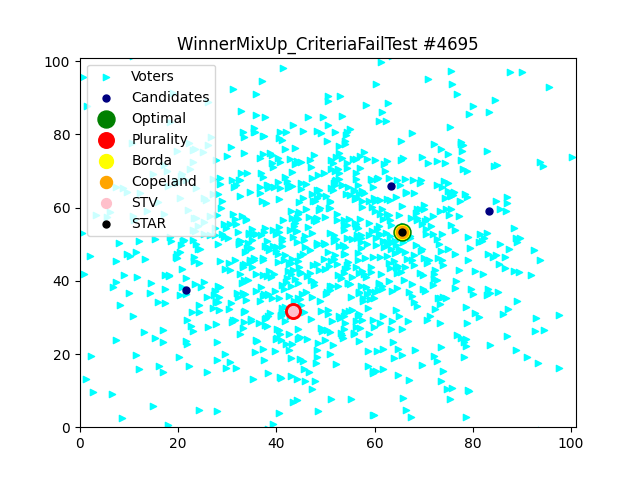 WinnerMixUp_CriteriaFailTest #4695
100
80
60
40
20
0
Voters
Candidates
Optimal
Plurality
Borda
Copeland
STV
STAR
0 20 40 60 80 100